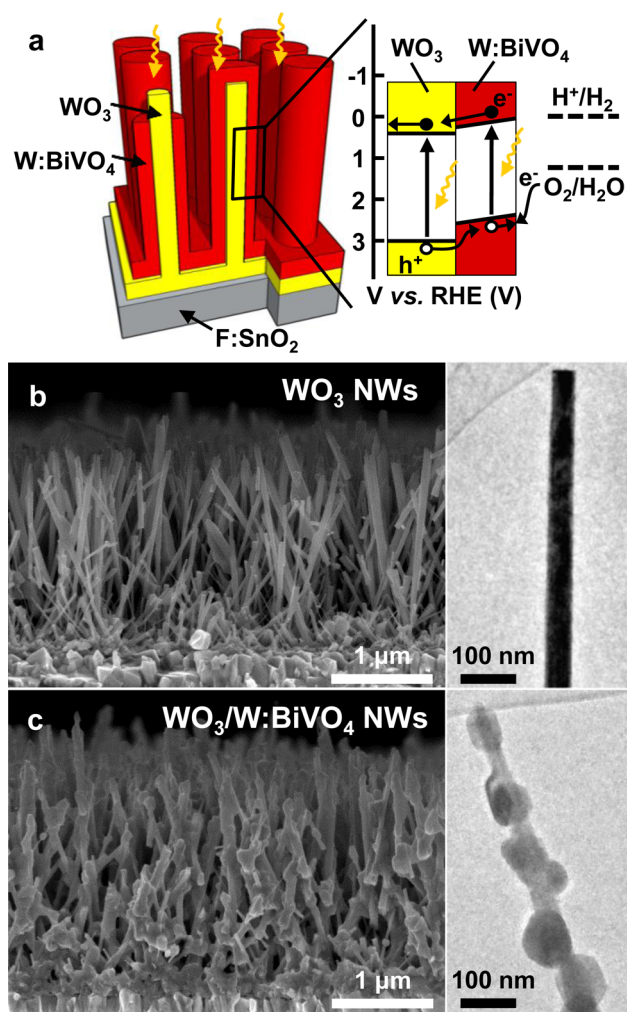 a
WO3
W:BiVO4
F:SnO2
WO3
W:BiVO4
-1
0
1
2
3
e-
H+/H2
e-
O2/H2O
h+
V vs. RHE (V)
b
WO3 NWs
1 µm
100 nm
c
WO3/W:BiVO4 NWs
1 µm
100 nm